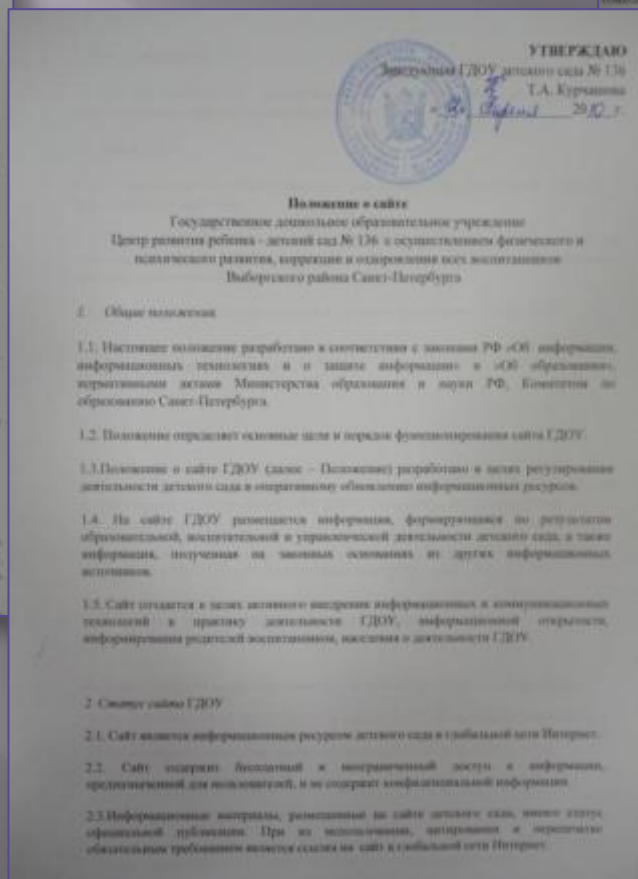 УТВЕРЖДАЮ
Заведующая ГДОУ детского сада № 136
Т.А. Курчанова
апреля 2010 г.
Положение о сайте
Государственное дошкольное образовательное учреждение
Центр развития ребенка - детский сад № 136 с осуществлением физического и
психического развития, коррекции и оздоровления всех воспитанников
Выборгского района Санкт-Петербурга
1. Общие положения
1.1. Настоящее положение разработано в соответствии с законами РФ «Об информации,
информационных технологиях и о защите информации» и «Об образовании»,
нормативными актами Министерства образования и науки РФ, Комитетом по
образованию Санкт-Петербурга.
1.2. Положение определяет основные цели и порядок функционирования сайта ГДОУ.
1.3.Положение о сайте ГДОУ (далее – Положение) разработано в целях регулирования
деятельности детского сада и оперативному обновлению информационных ресурсов.
1.4. На сайте ГДОУ размещается информация, формирующаяся по результатам
образовательной, воспитательной и управленческой деятельности детского сада, а также
информация, полученная на законных основаниях из других информационных
источников.
1.5. Сайт создается в целях активного внедрения информационных и коммуникационных
технологий в практику деятельности ГДОУ, информационной открытости,
информирования родителей воспитанников, населения о деятельности ГДОУ.
2 Статус сайта ГДОУ
2.1. Сайт является информационным ресурсом детского сада в глобальной сети Интернет.
2.2. Сайт содержит бесплатный и неограниченный доступ к информации,
предназначенной для пользователей, и не содержит конфиденциальной информации.
2.3.Информационные материалы, размещенные на сайте детского сада, имеют статус
официальной публикации. При их использовании, цитировании и перепечатке
обязательным требованием является ссылка на сайт в глобальной сети Интернет.